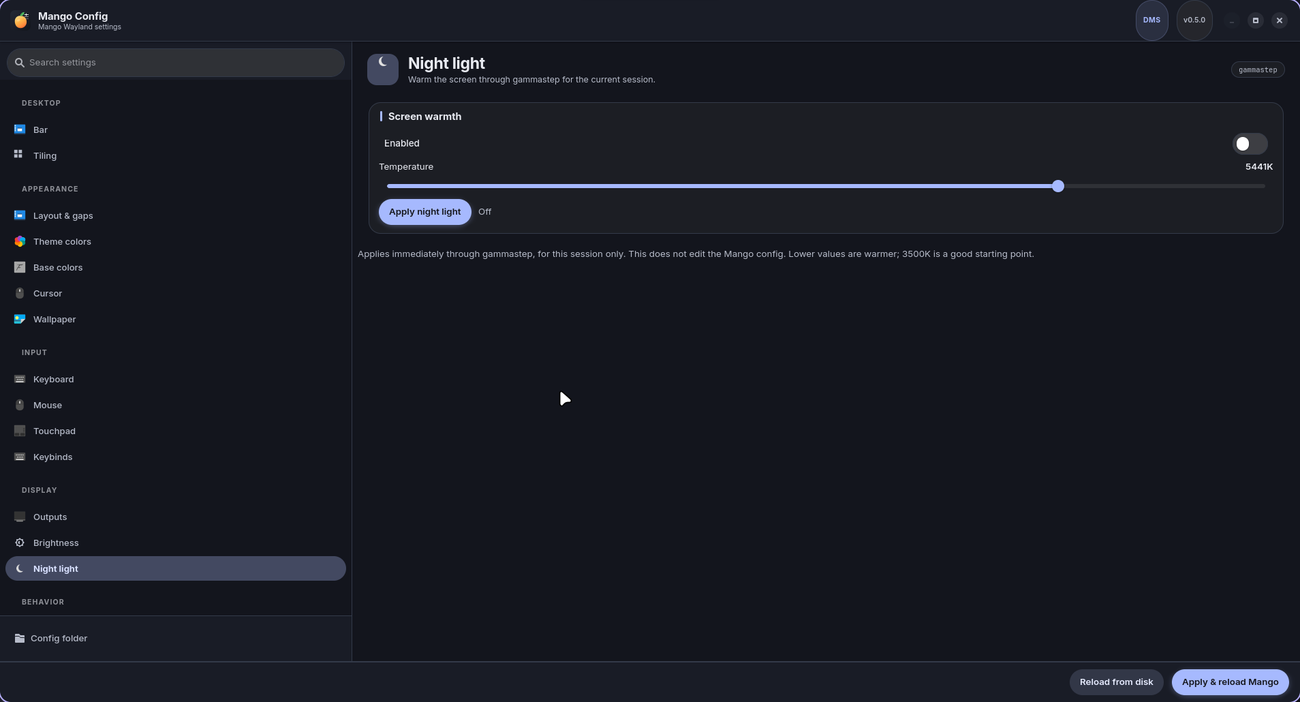 Mango Config
Mango Wayland settings
DMS
v0.5.0
Search settings
DESKTOP
Bar
Tiling
APPEARANCE
Layout & gaps
Theme colors
Base colors
Cursor
Wallpaper
INPUT
Keyboard
Mouse
Touchpad
Keybinds
DISPLAY
Outputs
Brightness
Night light
BEHAVIOR
Config folder
Night light
Warm the screen through gammastep for the current session.
gammastep
Screen warmth
Enabled
Temperature 5441K
Apply night light Off
Applies immediately through gammastep, for this session only. This does not edit the Mango config. Lower values are warmer; 3500K is a good starting point.
Reload from disk
Apply & reload Mango